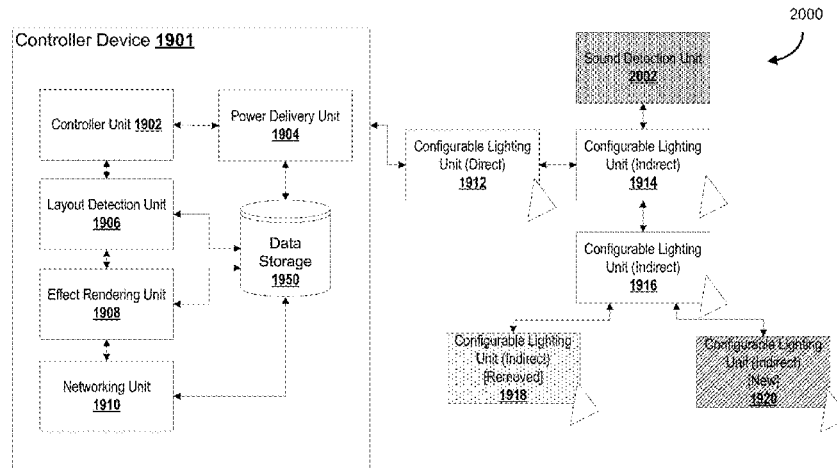 2000
Controller Device 1901
Sound Detection Unit
2002
Controller Unit 1902
Power Delivery Unit
1904
Configurable Lighting
Unit (Direct)
1912
Configurable Lighting
Unit (Indirect)
1914
Layout Detection Unit
1906
Data
Storage
1950
Configurable Lighting
Unit (Indirect)
1916
Effect Rendering Unit
1908
Configurable Lighting
Unit (Indirect)
[Removed]
1918
Configurable Lighting
Unit (Indirect)
[New]
1920
Networking Unit
1910